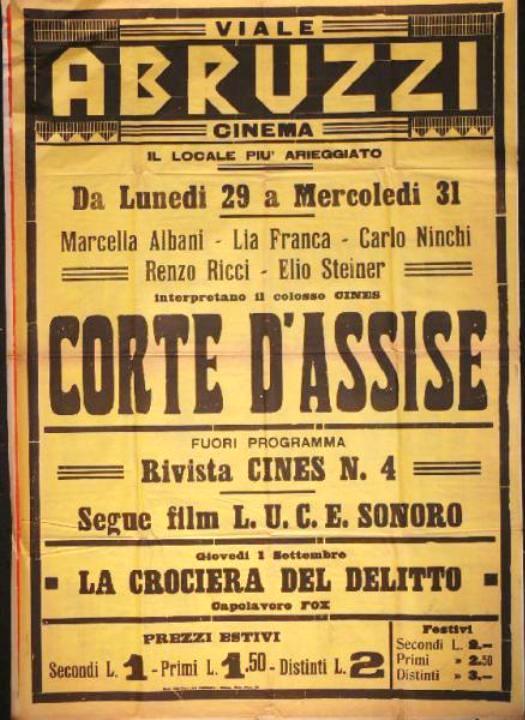 VIALE
ABRUZZI
CINEMA
IL LOCALE PIU' ARIEGGIATO
Da Lunedi 29 a Mercoledi 31
Marcella Albani - Lia Franca - Carlo Ninchi
Renzo Ricci - Elio Steiner
interpretano il colosso CINES
CORTE D'ASSISE
FUORI PROGRAMMA
Rivista CINES N. 4
Segue film L. U. C. E. SONORO
Giovedi 1 Settembre
LA CROCIERA DEL DELITTO
Capolavoro FOX
PREZZI ESTIVI
Secondi L. 1 - Primi L. 1.50 - Distinti L. 2
Festivi
Secondi L. 2.—
Primi » 2.50
Distinti » 3.—